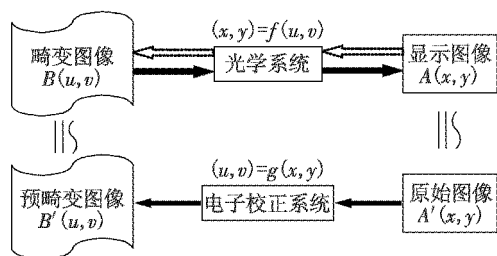 (x, y)=f(u, v)
畸变图像
B(u, v)
光学系统
显示图像
A(x, y)
(u, v)=g(x, y)
预畸变图像
B′(u, v)
电子校正系统
原始图像
A′(x, y)